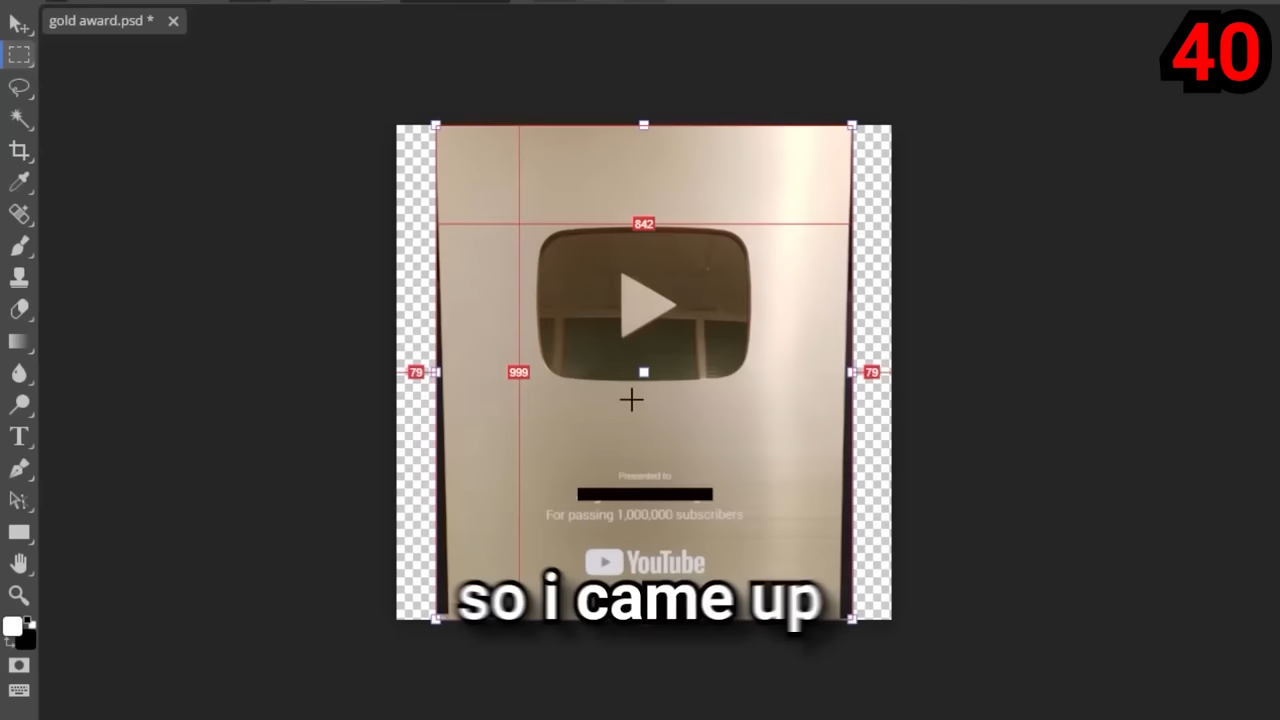 gold award.psd *
40
842
79
999
79
Presented to
For passing 1,000,000 subscribers
YouTube
so i came up